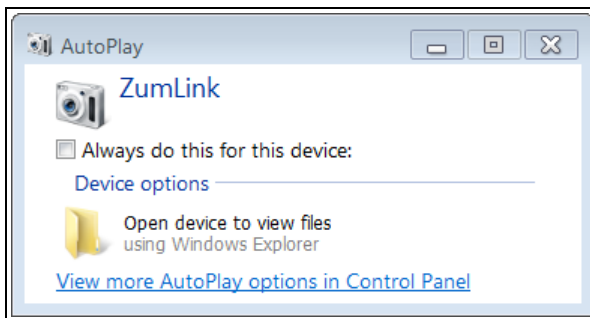 AutoPlay
ZumLink
Always do this for this device:
Device options
Open device to view files
using Windows Explorer
View more AutoPlay options in Control Panel